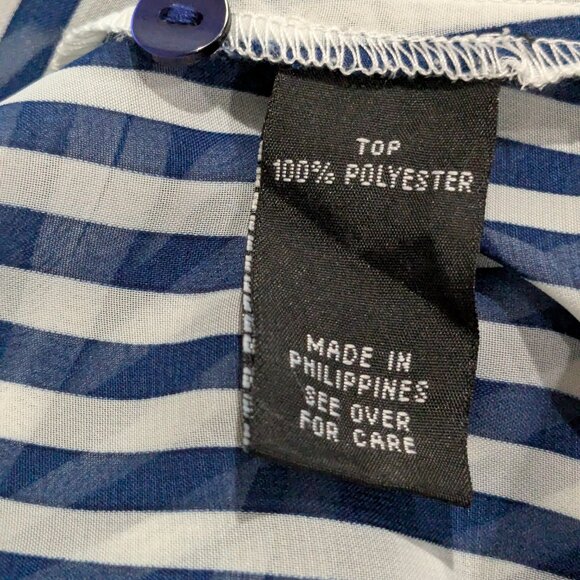 TOP
100% POLYESTER
MADE IN
PHILIPPINES
SEE OVER
FOR CARE